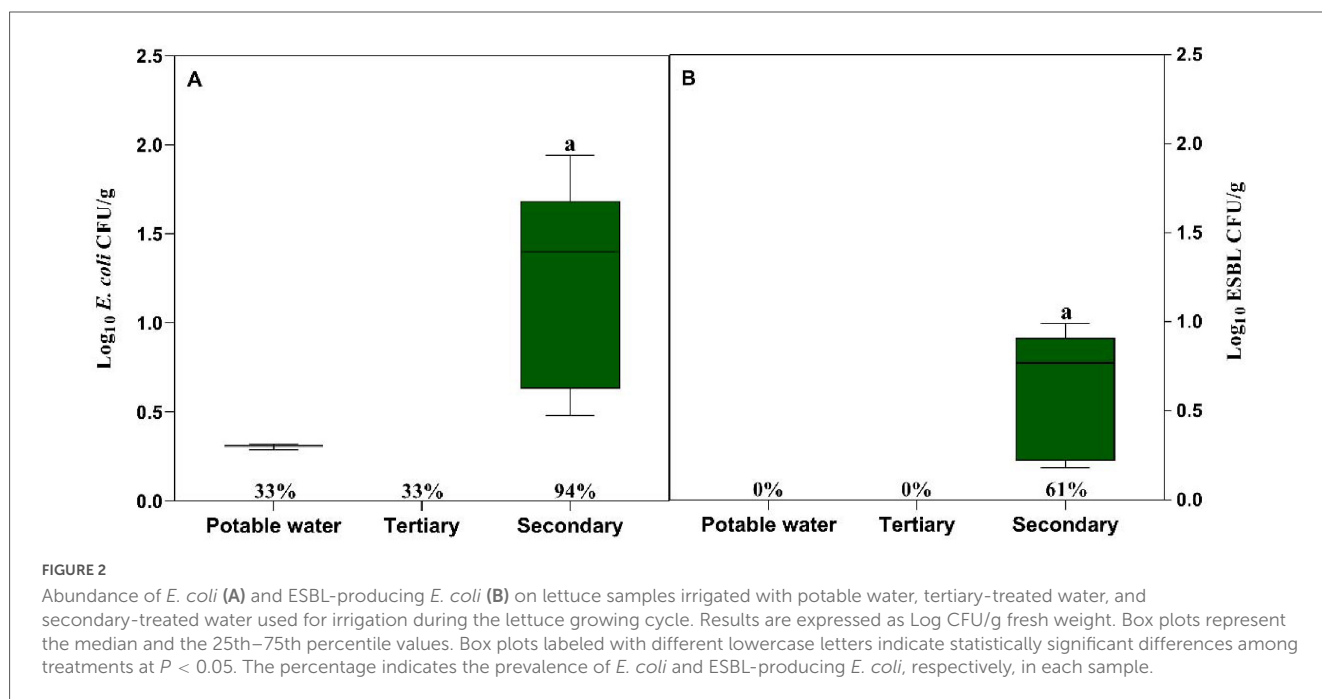 A
B
2.5
2.0
1.5
1.0
0.5
0.0
Log10 E. coli CFU/g
a
33%
33%
94%
Potable water
Tertiary
Secondary
a
0%
0%
61%
Potable water
Tertiary
Secondary
2.5
2.0
1.5
1.0
0.5
0.0
Log10 ESBL CFU/g
FIGURE 2
Abundance of E. coli (A) and ESBL-producing E. coli (B) on lettuce samples irrigated with potable water, tertiary-treated water, and
secondary-treated water used for irrigation during the lettuce growing cycle. Results are expressed as Log CFU/g fresh weight. Box plots represent
the median and the 25th–75th percentile values. Box plots labeled with different lowercase letters indicate statistically significant differences among
treatments at P < 0.05. The percentage indicates the prevalence of E. coli and ESBL-producing E. coli, respectively, in each sample.